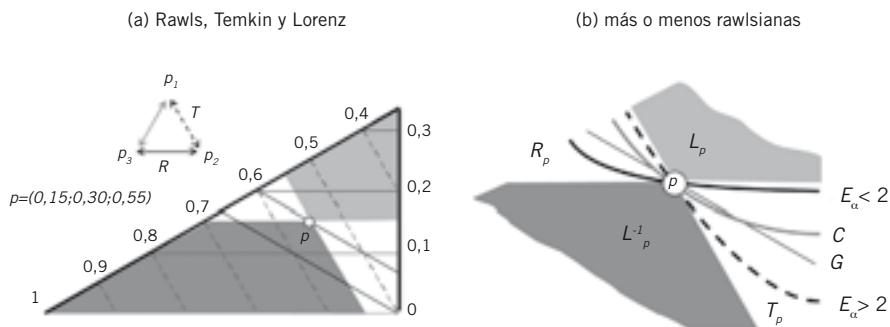 (a) Rawls, Temkin y Lorenz
p1
T
p3
R
p2
p=(0,15;0,30;0,55)
0,4
0,5
0,6
0,7
0,8
0,9
1
0,3
0,2
0,1
0
p
(b) más o menos rawlsianas
Rp
Lp
p
L⁻¹p
Eα< 2
C
G
Eα>2
Tp